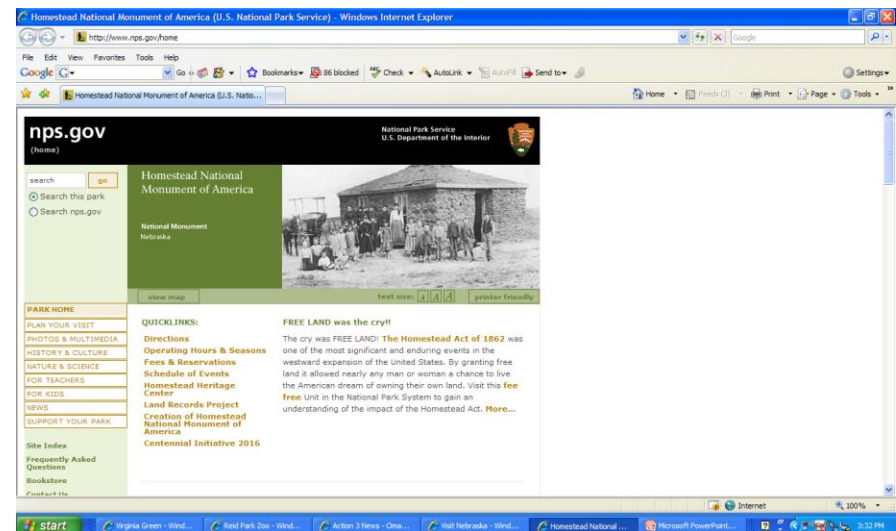 Homestead National Monument of America (U.S. National Park Service) - Windows Internet Explorer
http://www.nps.gov/home
Google
File Edit View Favorites Tools Help
Google G Go Bookmarks 86 blocked Check AutoLink AutoFill Send to Settings
Homestead National Monument of America (U.S. Natio...
Home Feeds (J) Print Page Tools
nps.gov
(home)
National Park Service
U.S. Department of the Interior
search go
Search this park
Search nps.gov
Homestead National
Monument of America
National Monument
Nebraska
view map
text size: A A A printer friendly
PARK HOME
PLAN YOUR VISIT
PHOTOS & MULTIMEDIA
HISTORY & CULTURE
NATURE & SCIENCE
FOR TEACHERS
FOR KIDS
NEWS
SUPPORT YOUR PARK
Site Index
Frequently Asked
Questions
Bookstore
Contact Us
QUICKLINKS:
Directions
Operating Hours & Seasons
Fees & Reservations
Schedule of Events
Homestead Heritage
Center
Land Records Project
Creation of Homestead
National Monument of
America
Centennial Initiative 2016
FREE LAND was the cry!!
The cry was FREE LAND! The Homestead Act of 1862 was
one of the most significant and enduring events in the
westward expansion of the United States. By granting free
land it allowed nearly any man or woman a chance to live
the American dream of owning their own land. Visit this fee
free Unit in the National Park System to gain an
understanding of the impact of the Homestead Act. More...
Internet 100%
start Virginia Green - Wind... Reid Park Zoo - Wind... Action 3 News - Oma... Visit Nebraska - Wind... Homestead National ... Microsoft PowerPoint... 3:32 PM